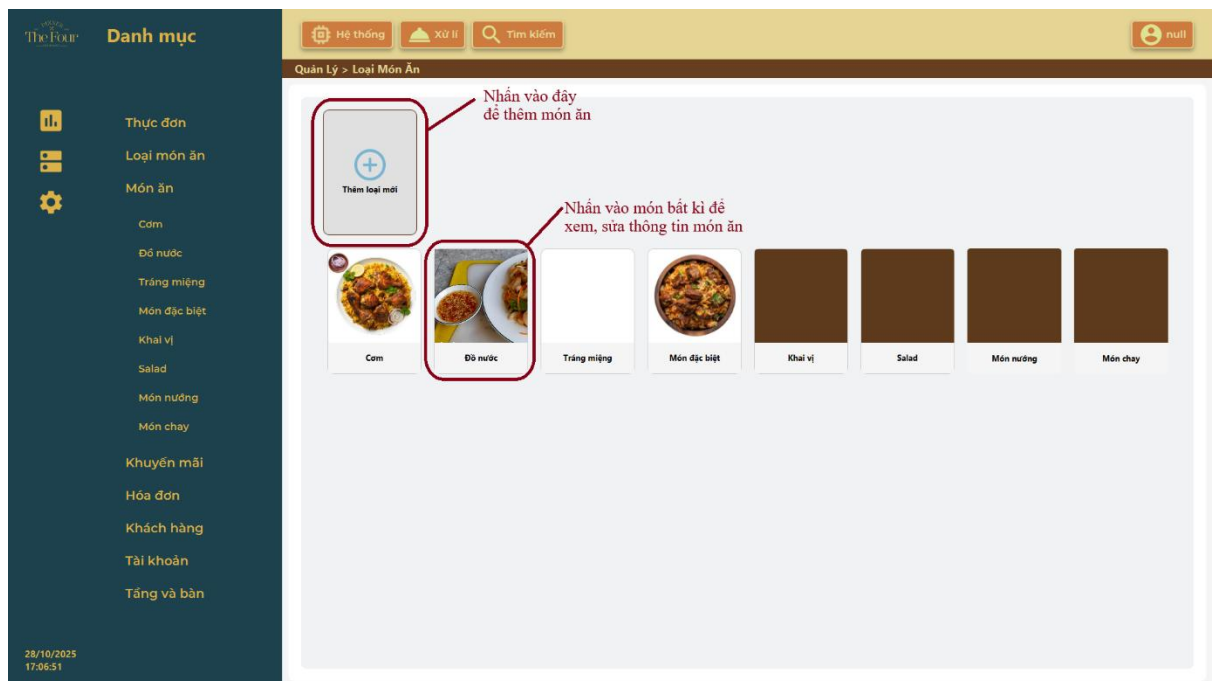 The Four
Danh mục
Hệ thống
Xử lí
Tìm kiếm
null
Quản Lý > Loại Món Ăn
Thực đơn
Loại món ăn
Món ăn
Cơm
Đồ nước
Tráng miệng
Món đặc biệt
Khai vị
Salad
Món nướng
Món chay
Khuyến mãi
Hóa đơn
Khách hàng
Tài khoản
Tầng và bàn
28/10/2025
17:06:51
Nhấn vào đây
để thêm món ăn
Thêm loại mới
Nhấn vào món bất kì để
xem, sửa thông tin món ăn
Cơm
Đồ nước
Tráng miệng
Món đặc biệt
Khai vị
Salad
Món nướng
Món chay